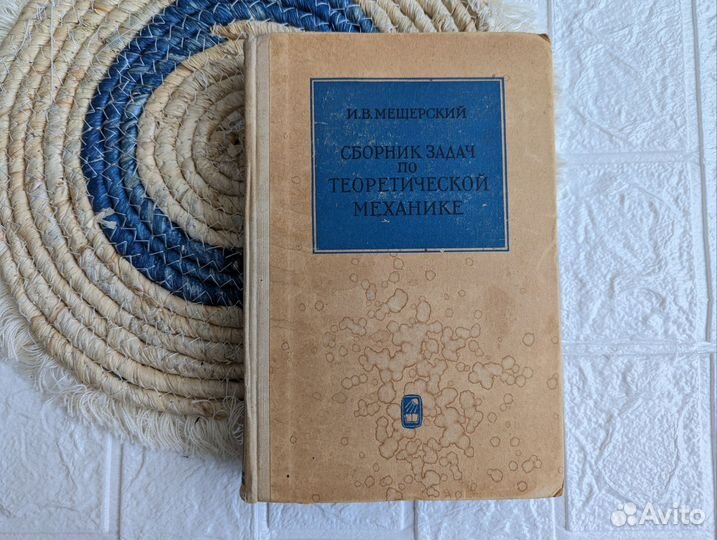 И.В. МЕЩЕРСКИЙ
СБОРНИК ЗАДАЧ
ПО
ТЕОРЕТИЧЕСКОЙ
МЕХАНИКЕ
Avito